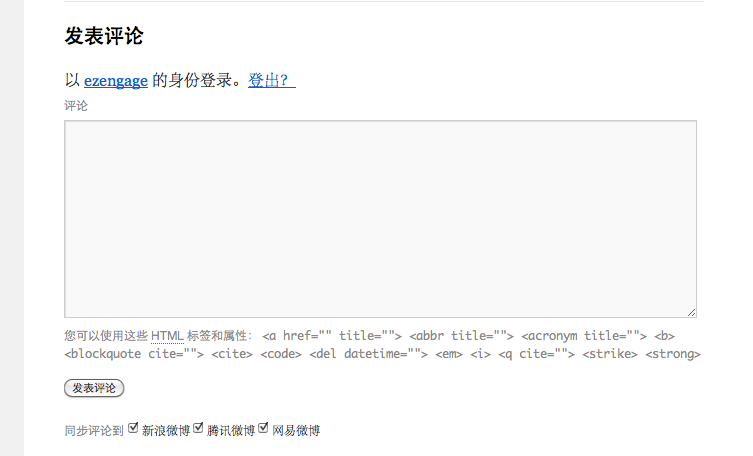 发表评论
以 ezengage 的身份登录。登出？
评论
您可以使用这些 HTML 标签和属性： <a href="" title=""> <abbr title=""> <acronym title=""> <b>
<blockquote cite=""> <cite> <code> <del datetime=""> <em> <i> <q cite=""> <strike> <strong>
发表评论
同步评论到 新浪微博 腾讯微博 网易微博